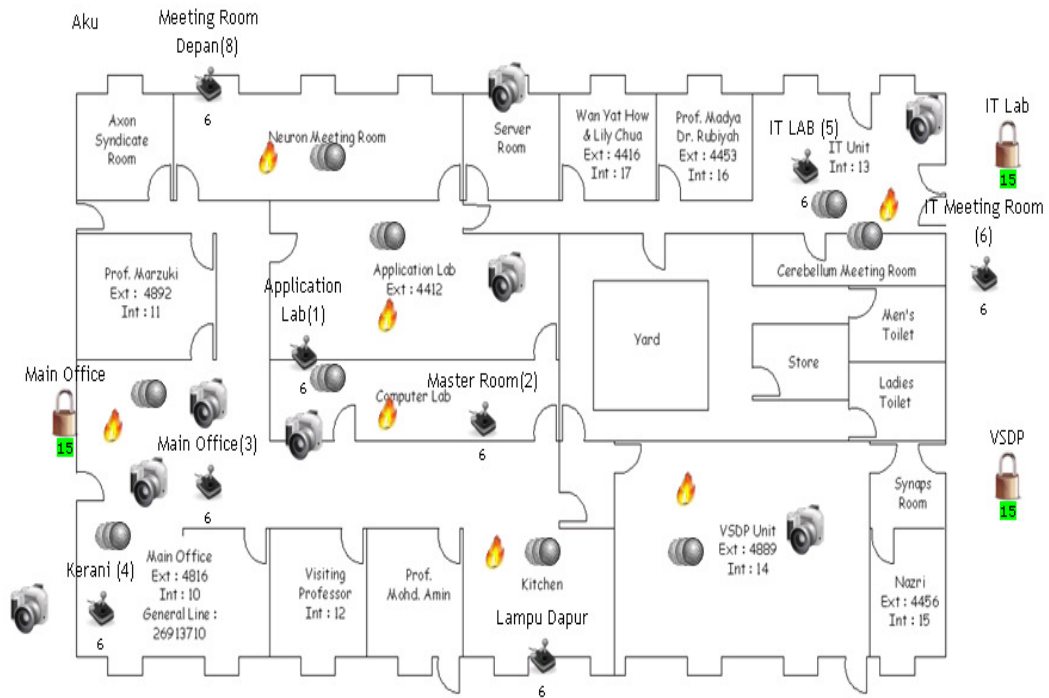 Aku
Meeting Room
Depan(8)
6
Axon
Syndicate
Room
Neuron Meeting Room
Server
Room
Wan Yat How
& Lily Chua
Ext : 4416
Int : 17
Prof. Madya
Dr. Rubiyah
Ext : 4453
Int : 16
IT LAB (5)
6
IT Unit
Int : 13
IT Lab
15
IT Meeting Room
(6)
6
Prof. Marzuki
Ext : 4892
Int : 11
Application Lab
Ext : 4412
Application
Lab(1)
6
Cerebellum Meeting Room
Men's
Toilet
Yard
Store
Ladies
Toilet
Main Office
15
Computer Lab
Master Room(2)
6
Main Office(3)
6
VSDP
15
Synaps
Room
VSDP Unit
Ext : 4889
Int : 14
Kerani (4)
6
Main Office
Ext : 4816
Int : 10
General Line :
26913710
Visiting
Professor
Int : 12
Prof.
Mohd. Amin
Kitchen
Lampu Dapur
6
Nazri
Ext : 4456
Int : 15